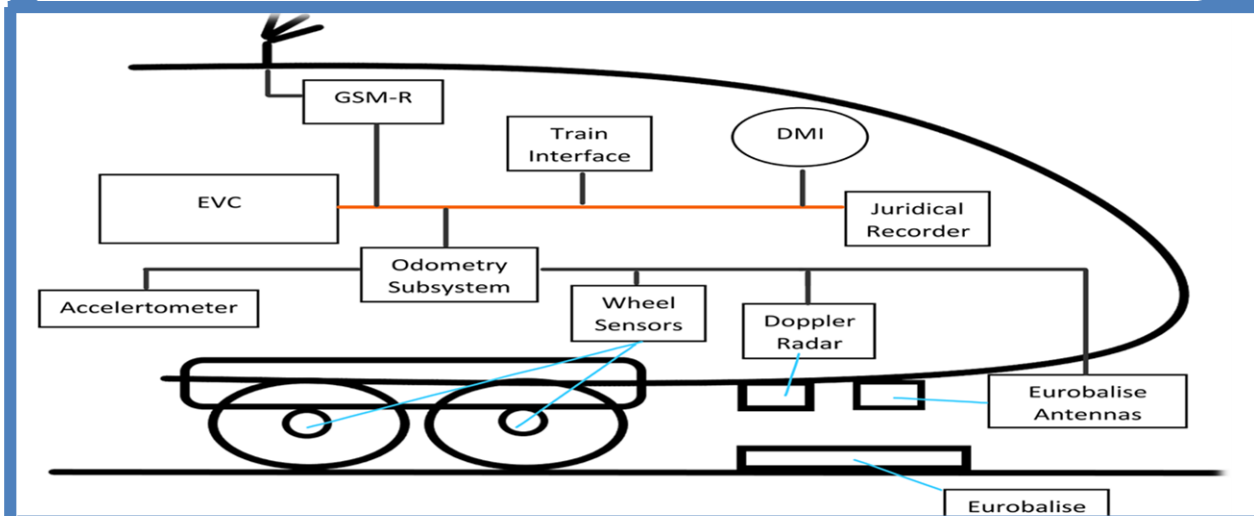 GSM-R
Train
Interface
DMI
EVC
Juridical
Recorder
Odometry
Subsystem
Accelertometer
Wheel
Sensors
Doppler
Radar
Eurobalise
Antennas
Eurobalise